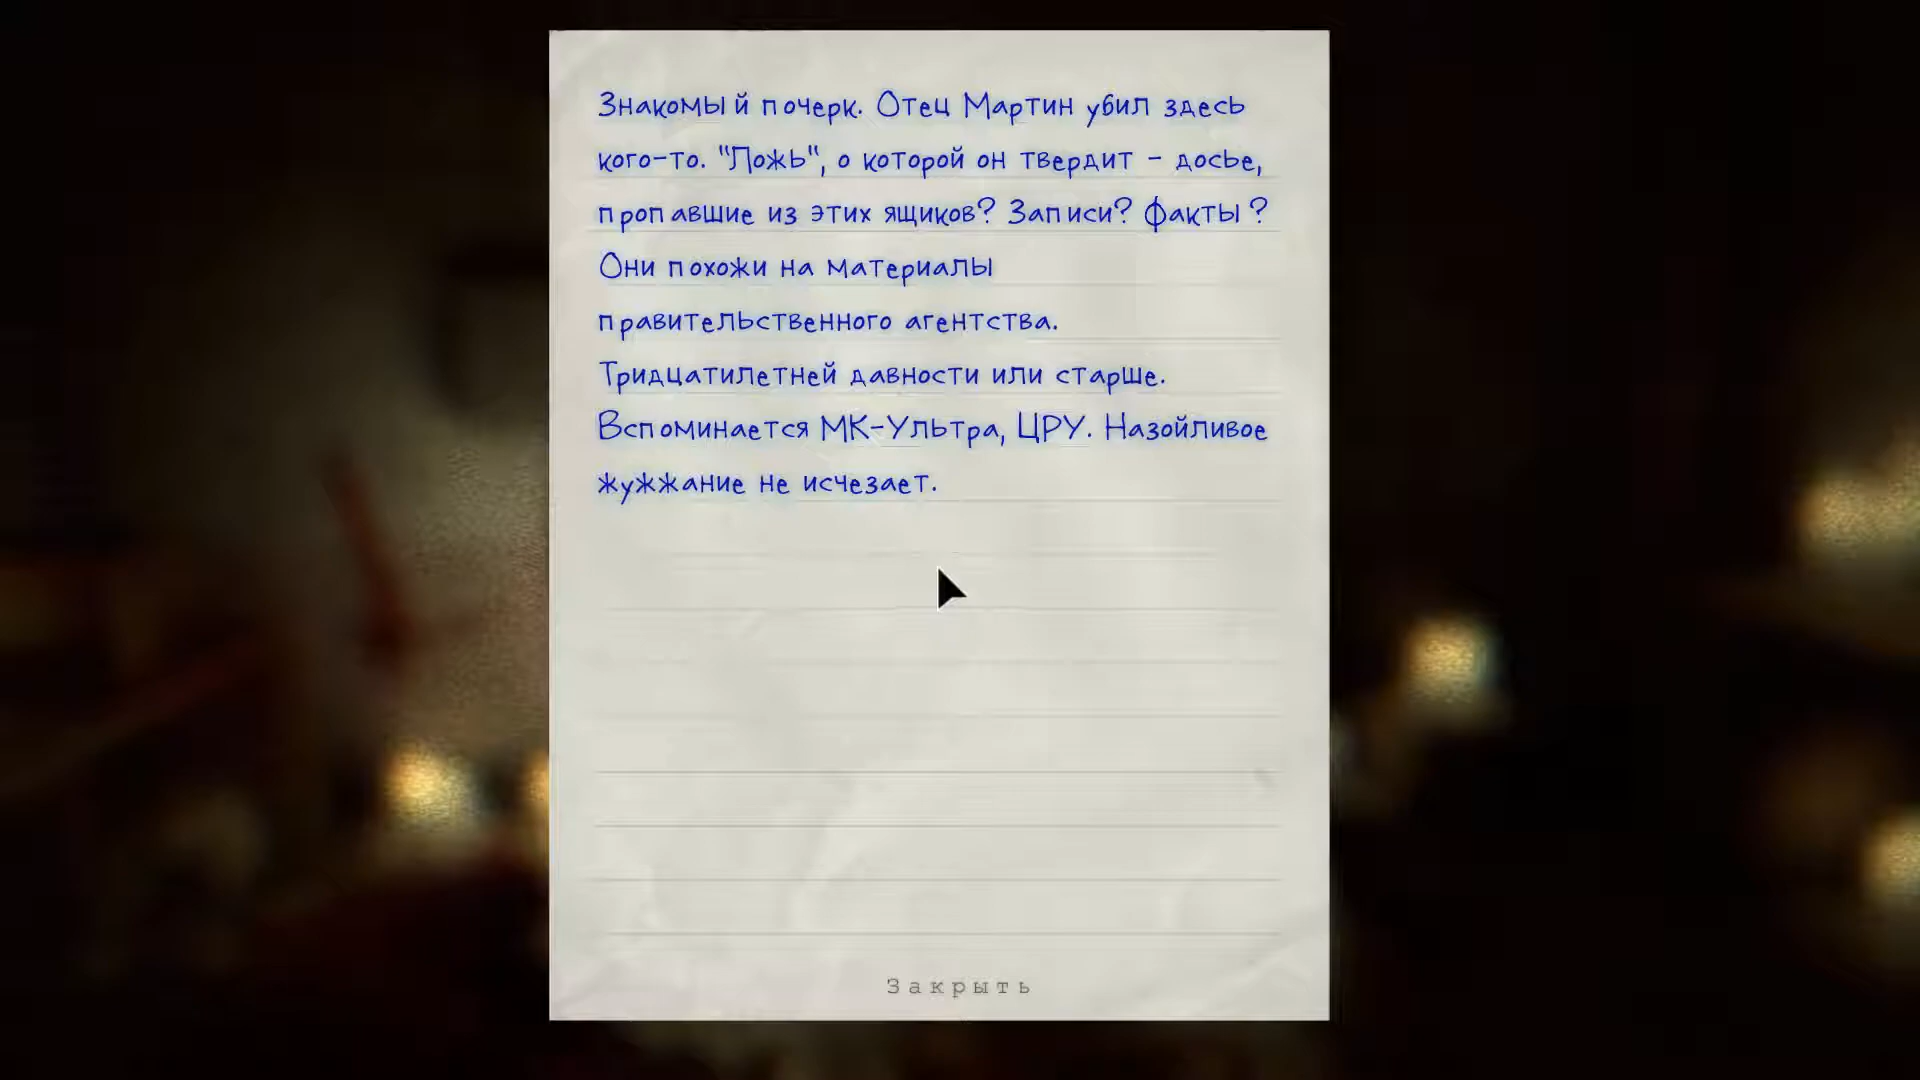 Знакомый почерк. Отец Мартин убил здесь
кого-то. "Ложь", о которой он твердит - досье,
пропавшие из этих ящиков? Записи? Факты?
Они похожи на материалы
правительственного агентства.
Тридцатилетней давности или старше.
Вспоминается МК-Ультра, ЦРУ. Назойливое
жужжание не исчезает.
Закрыть